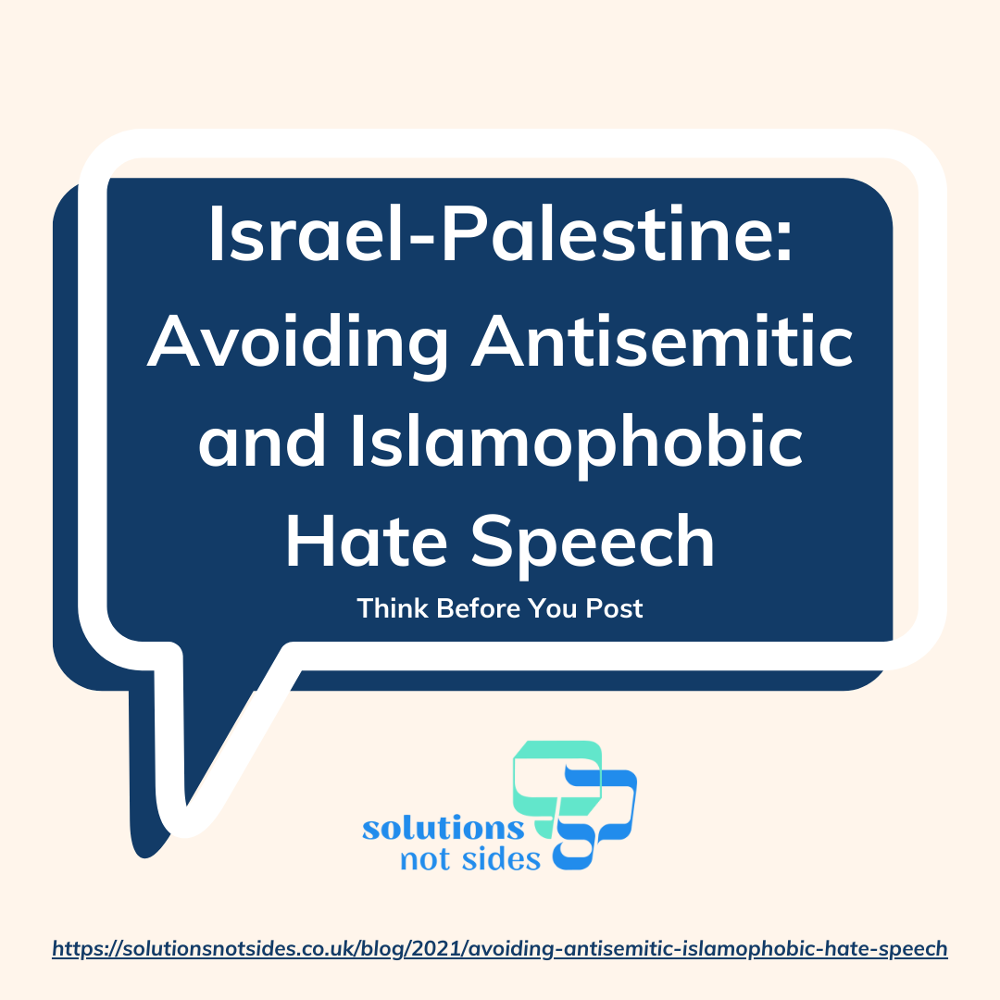 Israel-Palestine:
Avoiding Antisemitic
and Islamophobic
Hate Speech
Think Before You Post
solutions
not sides
https://solutionsnotsides.co.uk/blog/2021/avoiding-antisemitic-islamophobic-hate-speech